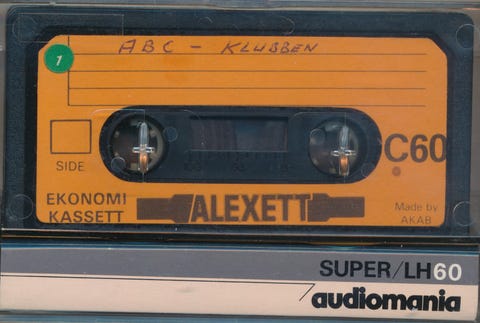 ABC - KLUBBEN
1
SIDE
C60
EKONOMI
KASSETT
ALEXETT
Made by
AKAB
SUPER/LH60
audiomania